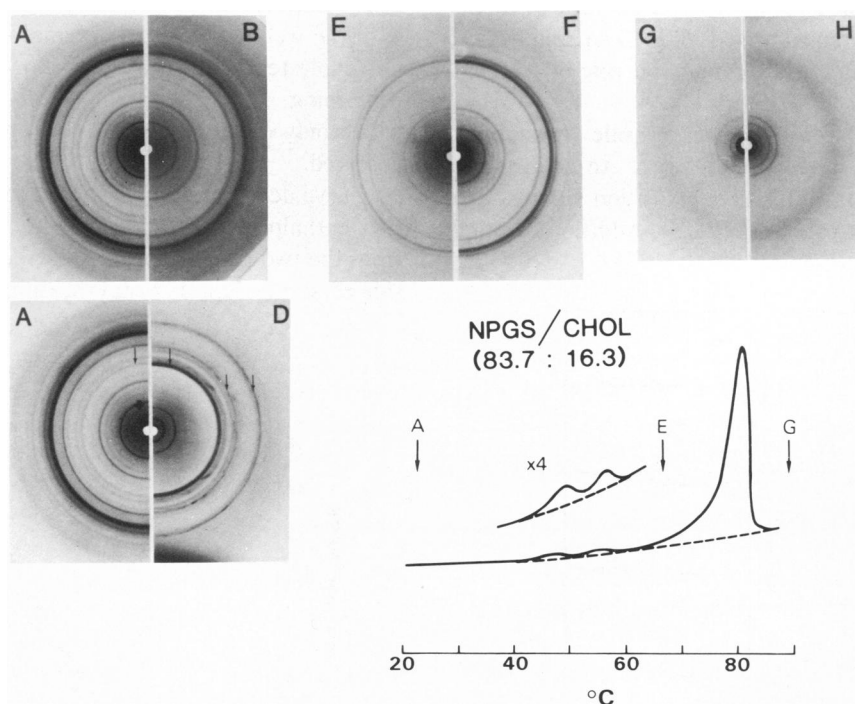 A B E F G H
A D
NPGS/CHOL
(83.7 : 16.3)
A E G
x4
20 40 60 80
°C